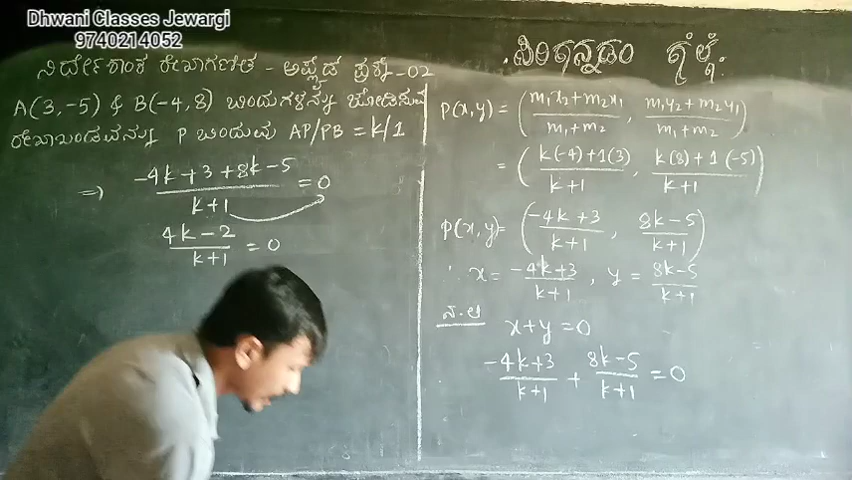 Dhwani Classes Jewargi
9740214052
ನಿರ್ದೇಶಾಂಕ ರೇಖಾಗಣಿತ - ಅಪ್ಲೈಡ್ ಪ್ರಶ್ನೆ-02
A(3,-5) & B(-4,8) ಬಿಂದುಗಳನ್ನು ಜೋಡಿಸುವ
ರೇಖಾಖಂಡವನ್ನು P ಬಿಂದುವು AP/PB = k/1
⇒ (-4k+3+8k-5)/(k+1) = 0
(4k-2)/(k+1) = 0
P(x,y) = ((m₁x₂+m₂x₁)/(m₁+m₂), (m₁y₂+m₂y₁)/(m₁+m₂))
= ((k(-4)+1(3))/(k+1), (k(8)+1(-5))/(k+1))
P(x,y) = ((-4k+3)/(k+1), (8k-5)/(k+1))
∴ x = (-4k+3)/(k+1), y = (8k-5)/(k+1)
x+y=0
(-4k+3)/(k+1) + (8k-5)/(k+1) = 0